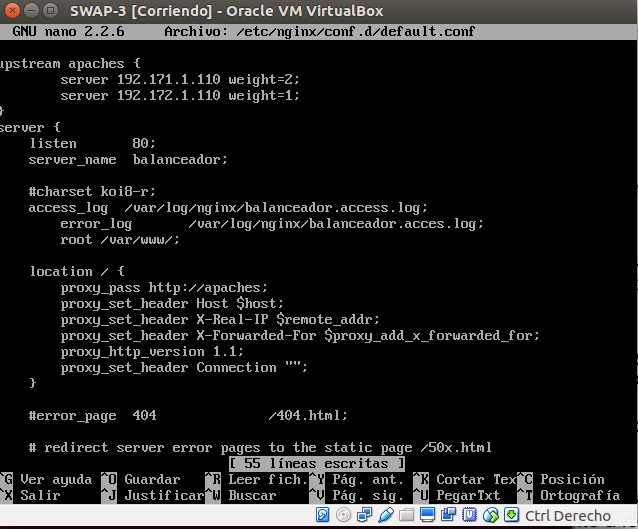 SWAP-3 [Corriendo] - Oracle VM VirtualBox
GNU nano 2.2.6 Archivo: /etc/nginx/conf.d/default.conf
upstream apaches {
server 192.171.1.110 weight=2;
server 192.172.1.110 weight=1;
}
server {
listen 80;
server_name balanceador;
#charset koi8-r;
access_log /var/log/nginx/balanceador.access.log;
error_log /var/log/nginx/balanceador.acces.log;
root /var/www/;
location / {
proxy_pass http://apaches;
proxy_set_header Host $host;
proxy_set_header X-Real-IP $remote_addr;
proxy_set_header X-Forwarded-For $proxy_add_x_forwarded_for;
proxy_http_version 1.1;
proxy_set_header Connection "";
}
#error_page 404 /404.html;
# redirect server error pages to the static page /50x.html
[ 55 líneas escritas ]
^G Ver ayuda ^O Guardar ^R Leer fich. ^Y Pág. ant. ^K Cortar Tex ^C Posición
^X Salir ^J Justificar ^W Buscar ^V Pág. sig. ^U PegarTxt ^T Ortografía
Ctrl Derecho